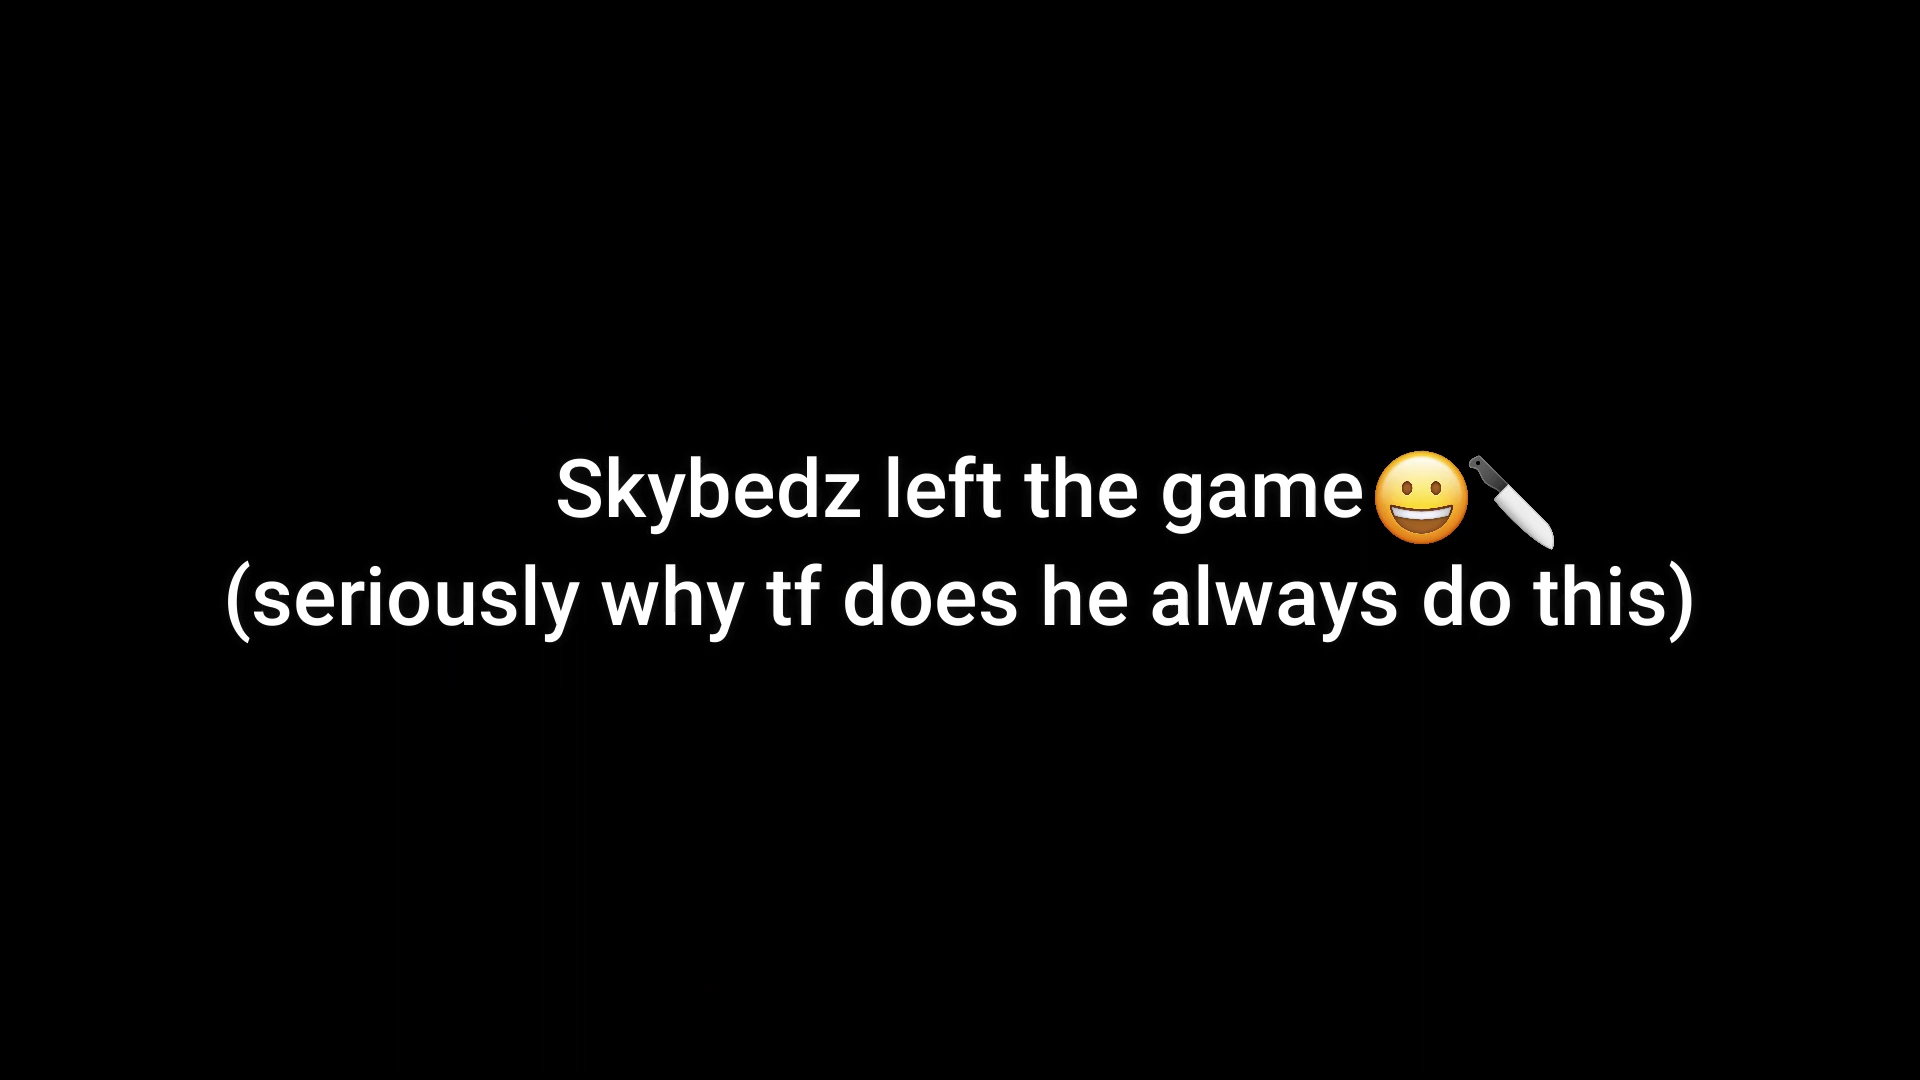 Skybedz left the game😀🔪
(seriously why tf does he always do this)